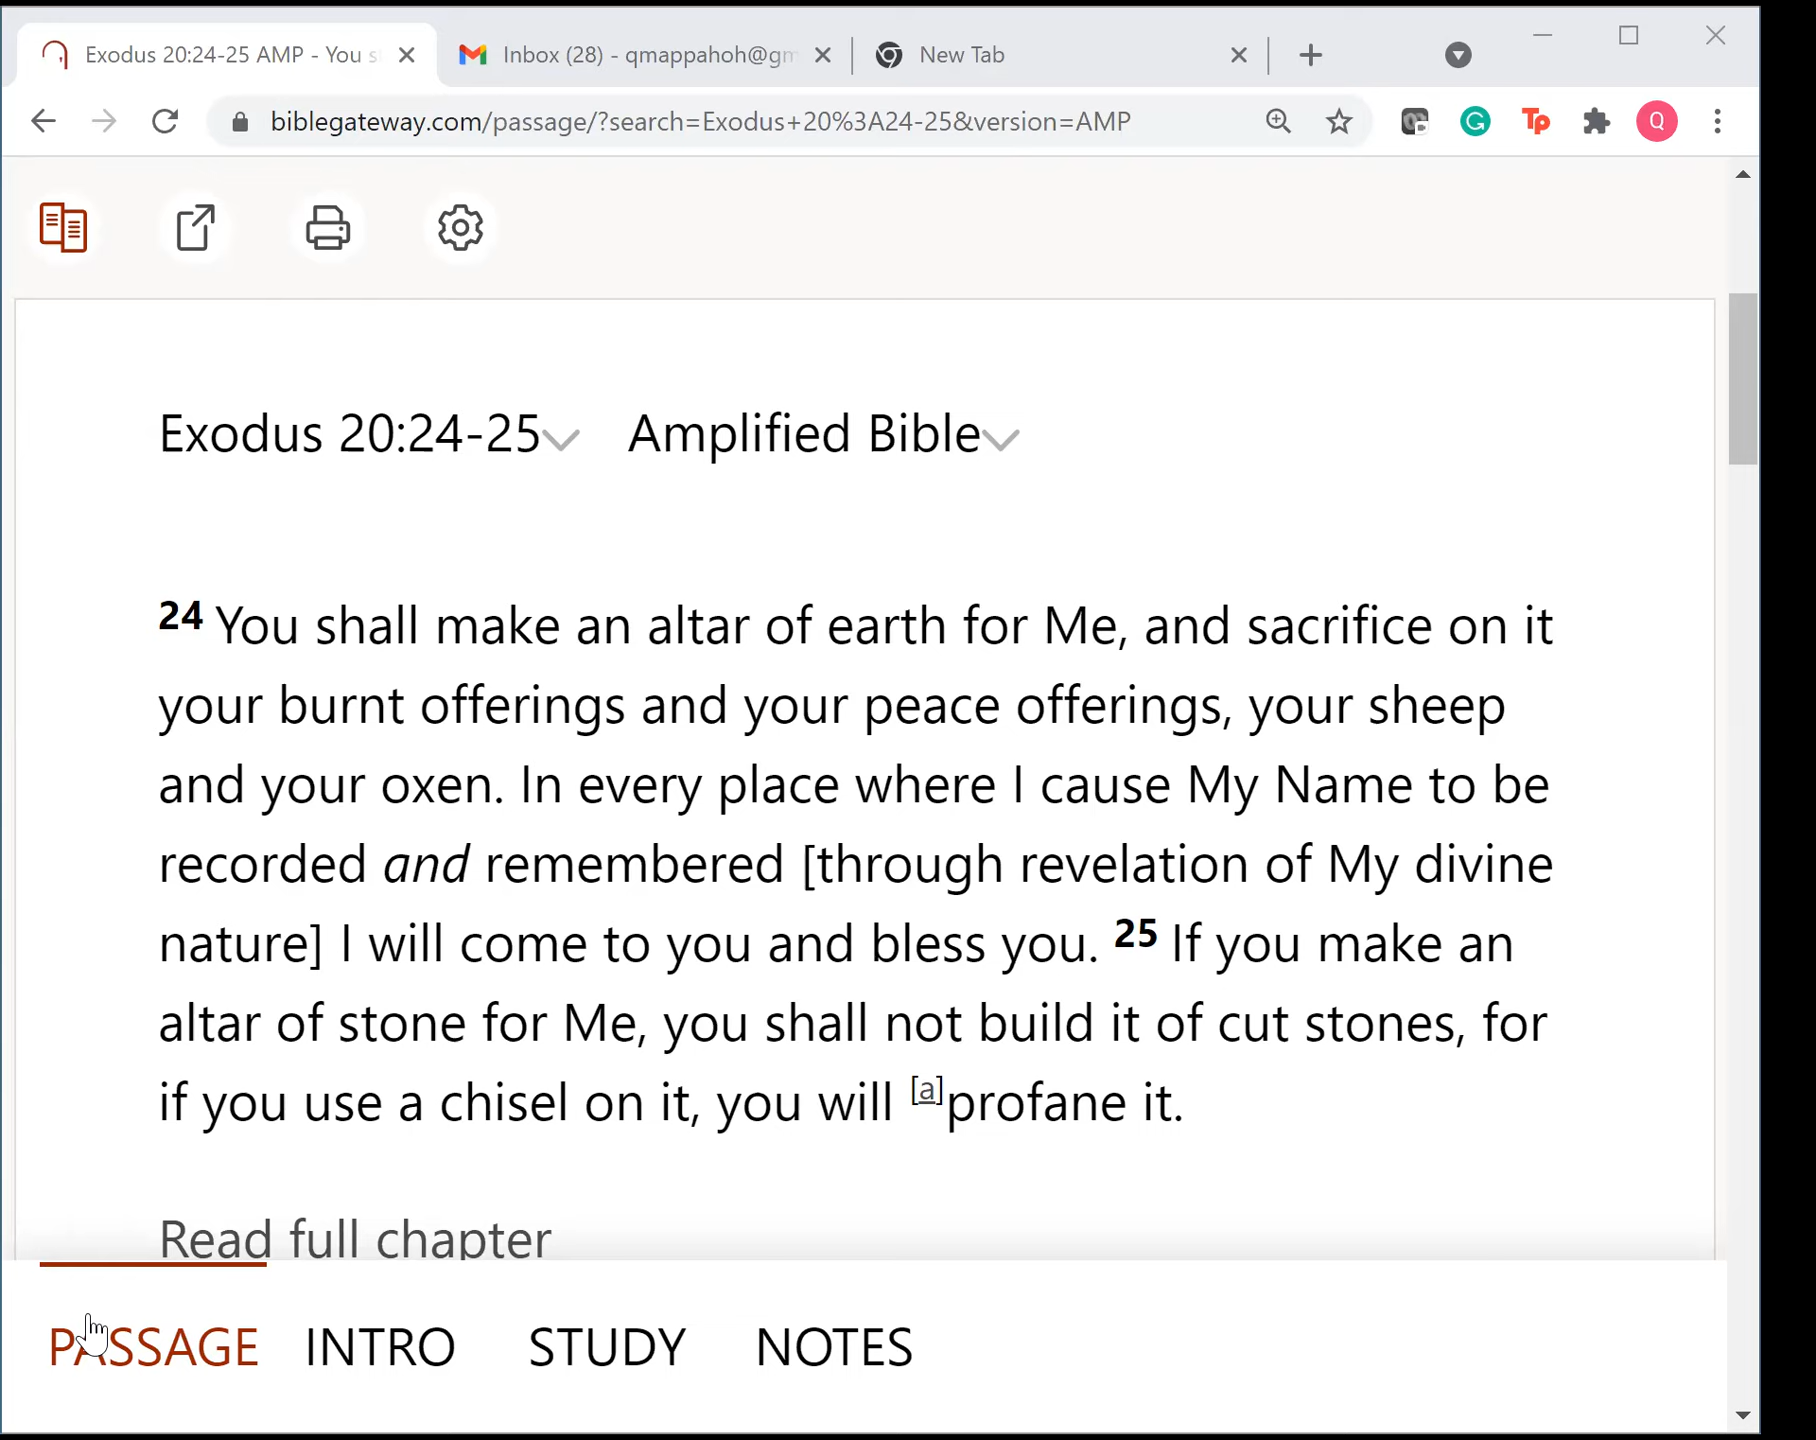 Exodus 20:24-25 AMP - You s
Inbox (28) - qmappahoh@gm
New Tab
biblegateway.com/passage/?search=Exodus+20%3A24-25&version=AMP
G
Tp
Q
Exodus 20:24-25 Amplified Bible
24 You shall make an altar of earth for Me, and sacrifice on it
your burnt offerings and your peace offerings, your sheep
and your oxen. In every place where I cause My Name to be
recorded and remembered [through revelation of My divine
nature] I will come to you and bless you. 25 If you make an
altar of stone for Me, you shall not build it of cut stones, for
if you use a chisel on it, you will [a]profane it.
Read full chapter
PASSAGE INTRO STUDY NOTES